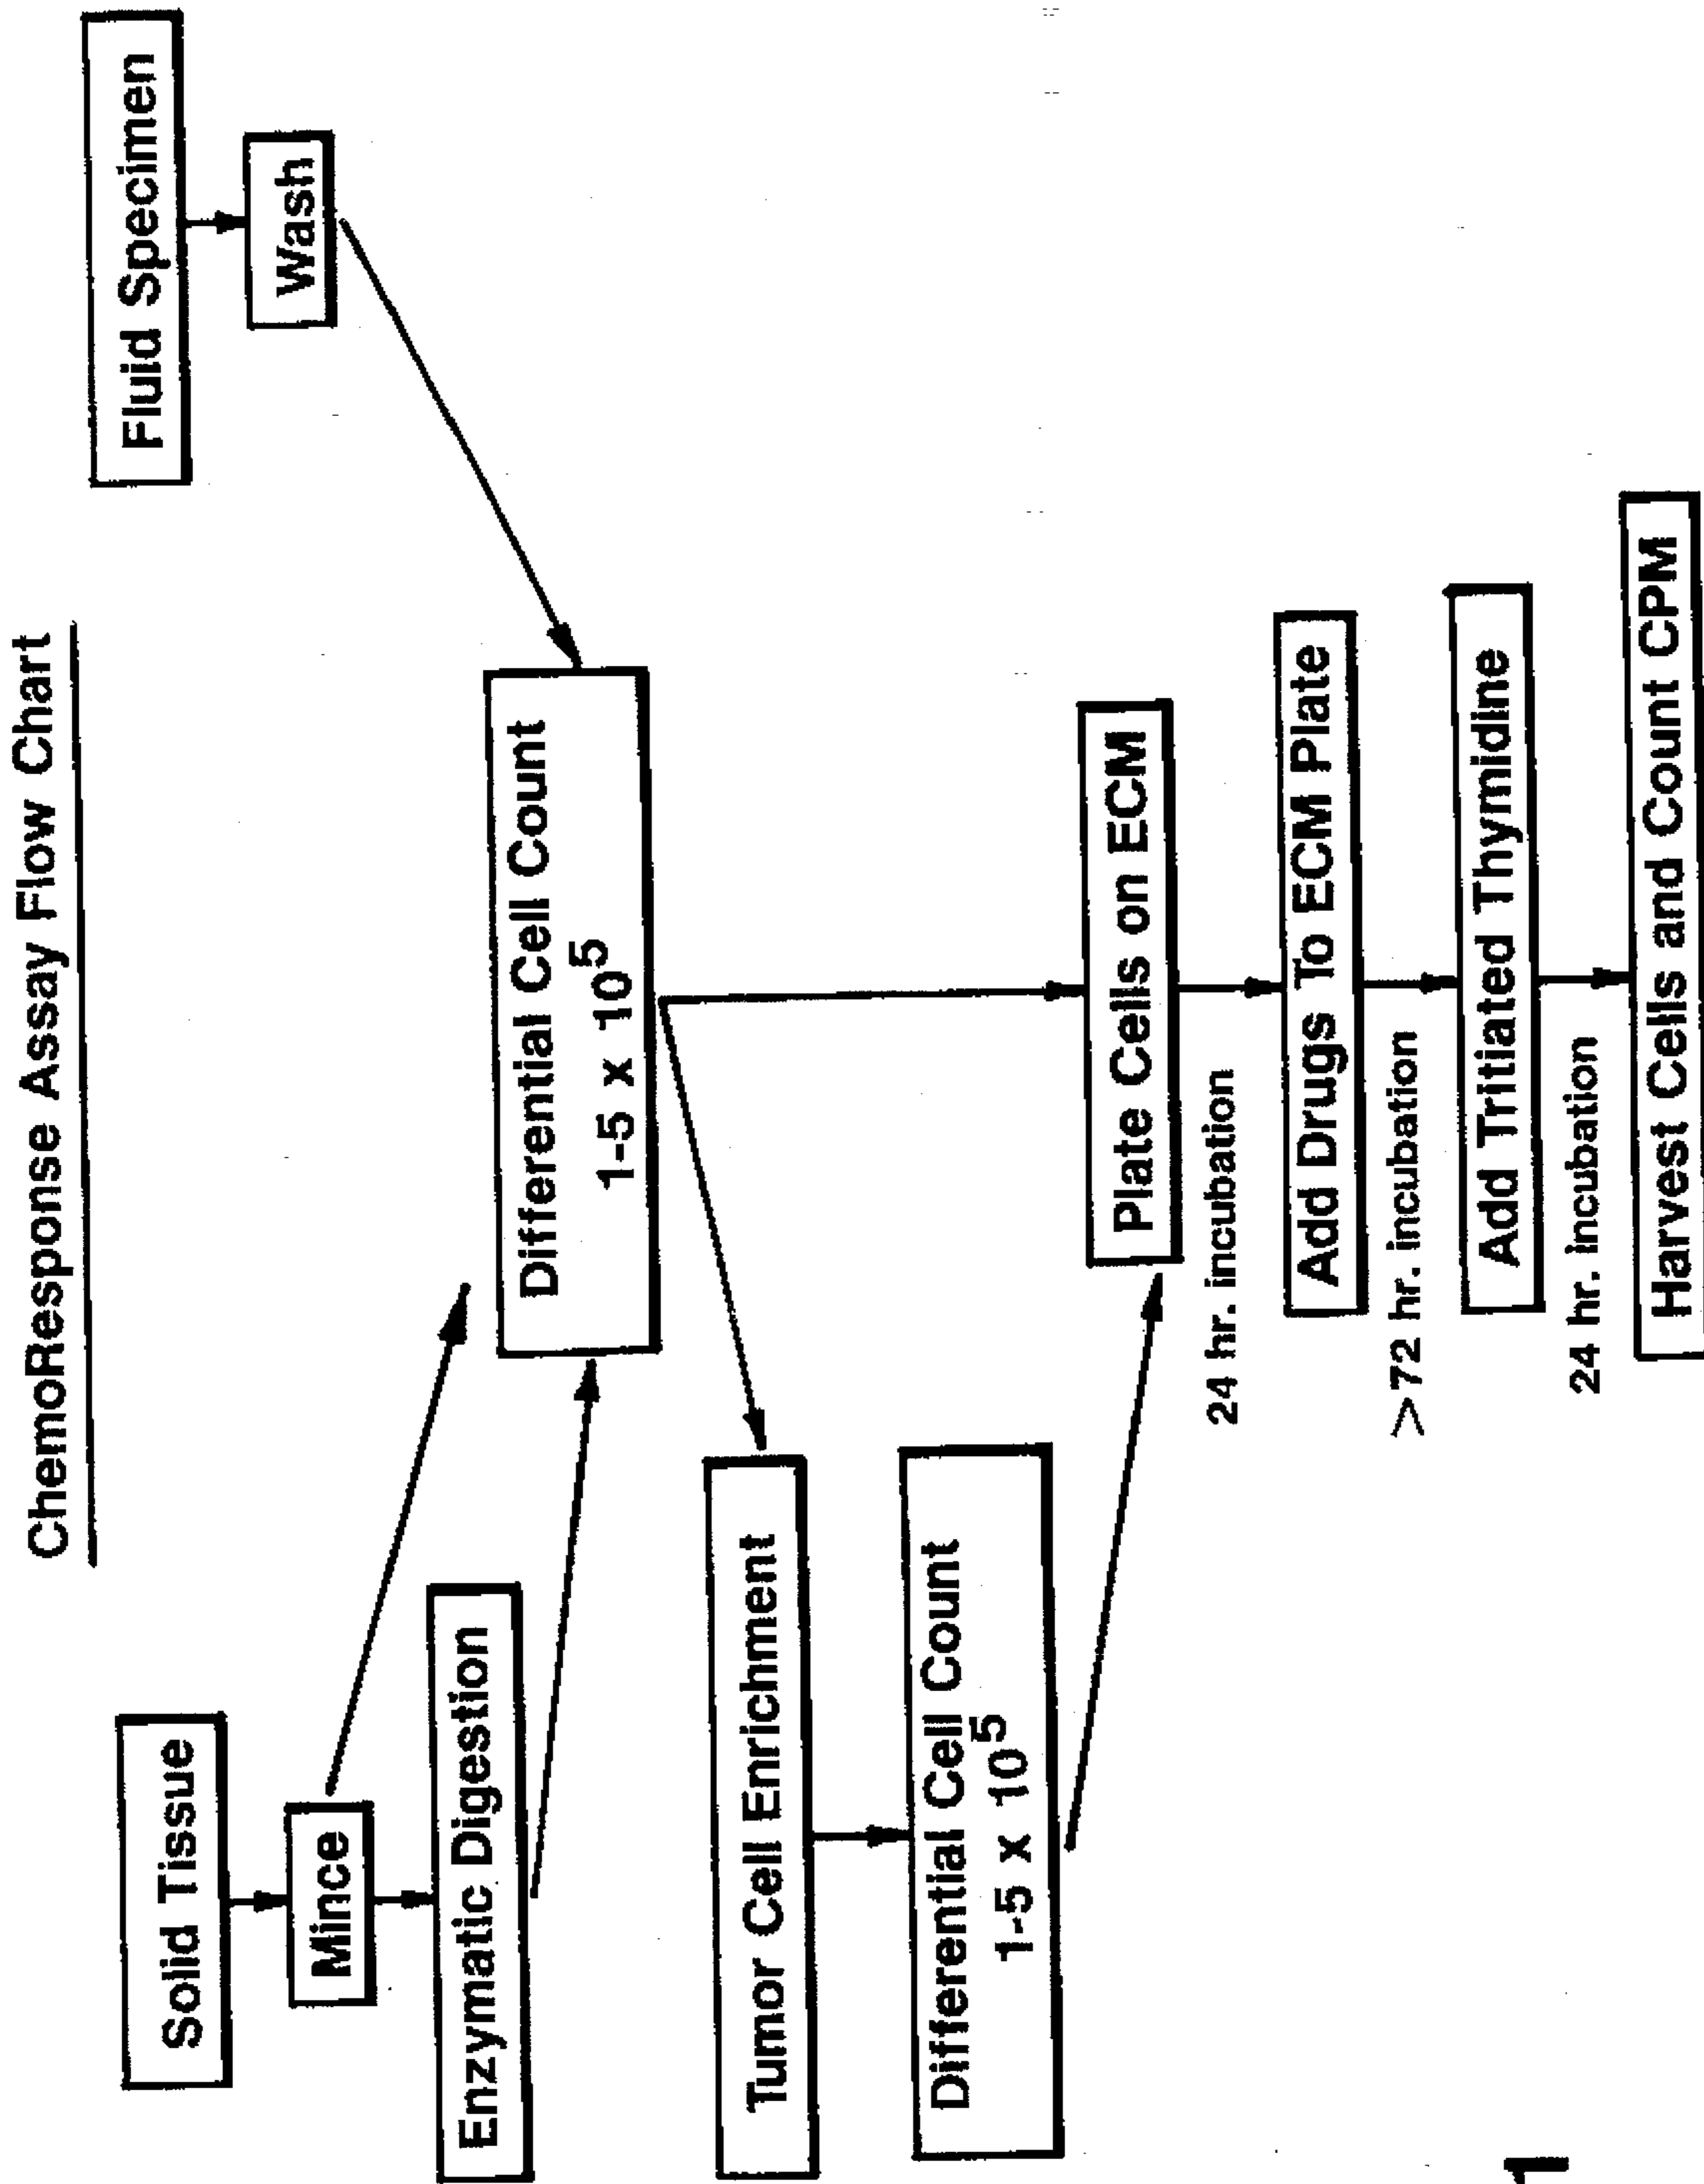 ChemoResponse Assay Flow Chart
Solid Tissue
Mince
Enzymatic Digestion
Fluid Specimen
Wash
Differential Cell Count
1-5 x 10⁵
Tumor Cell Enrichment
Differential Cell Count
1-5 x 10⁵
Plate Cells on ECM
24 hr. incubation
Add Drugs To ECM Plate
>72 hr. incubation
Add Tritiated Thymidine
24 hr. incubation
Harvest Cells and Count CPM